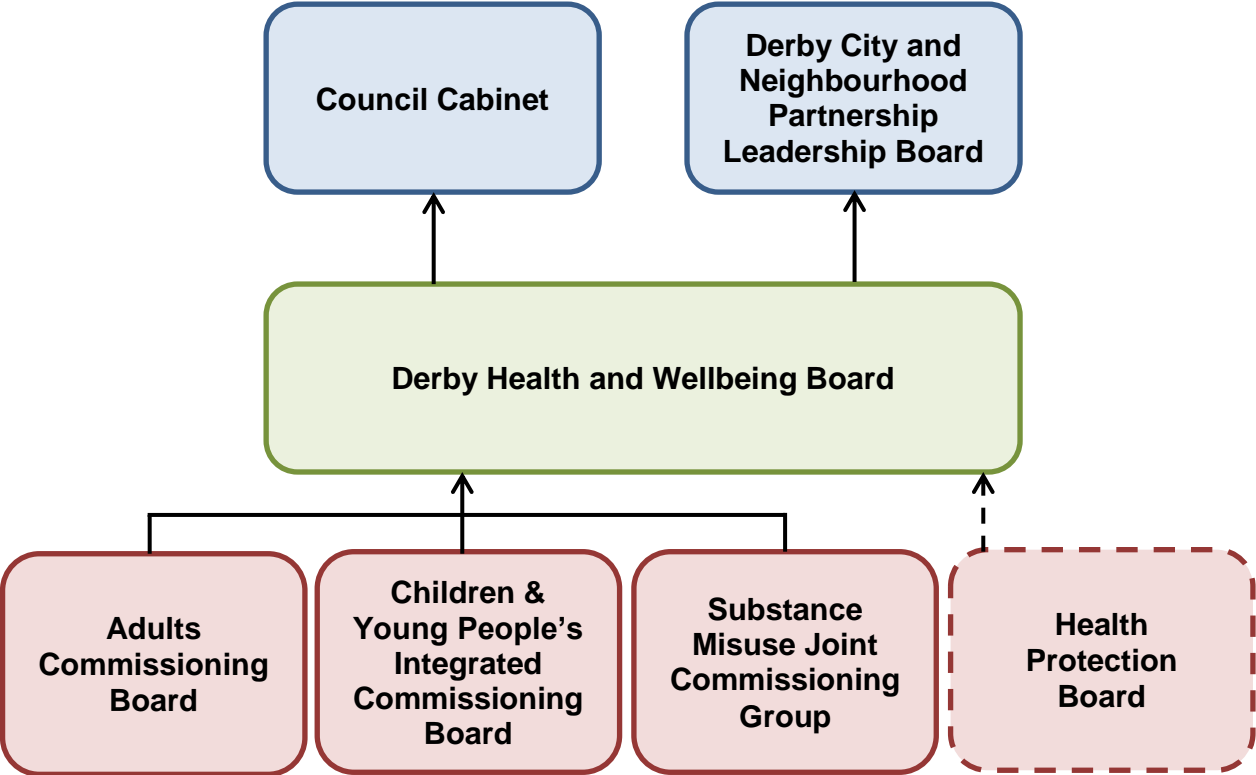 Council Cabinet
Derby City and
Neighbourhood
Partnership
Leadership Board
Derby Health and Wellbeing Board
Adults
Commissioning
Board
Children &
Young People’s
Integrated
Commissioning
Board
Substance
Misuse Joint
Commissioning
Group
Health
Protection
Board